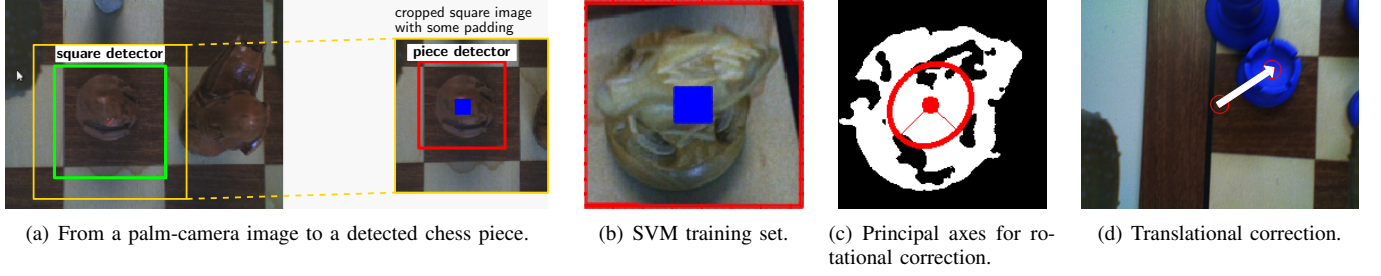 cropped square image
with some padding
square detector
piece detector
(a) From a palm-camera image to a detected chess piece.
(b) SVM training set.
(c) Principal axes for ro-
tational correction.
(d) Translational correction.